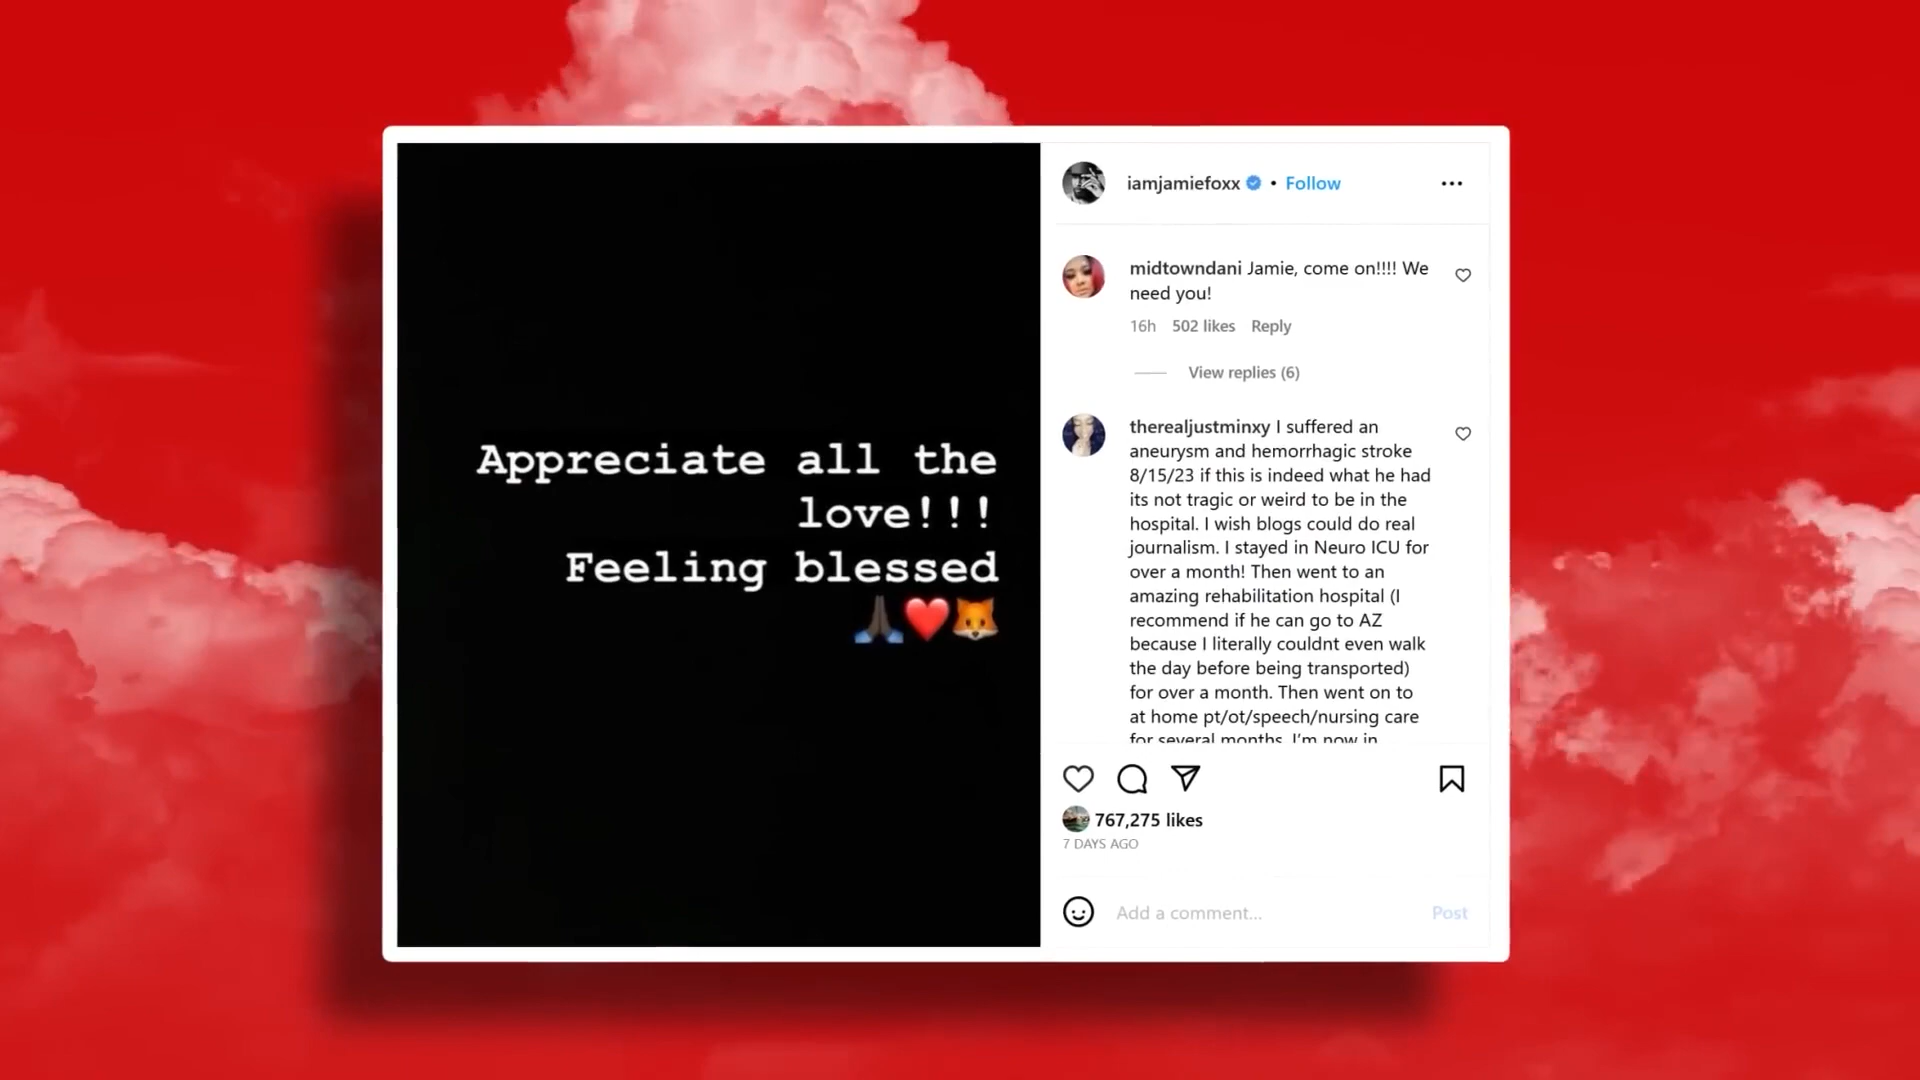 Appreciate all the
love!!!
Feeling blessed
🙏🏿❤️🦊
iamjamiefoxx • Follow
midtowndani Jamie, come on!!!! We
need you!
16h 502 likes Reply
View replies (6)
therealjustminxy I suffered an
aneurysm and hemorrhagic stroke
8/15/23 if this is indeed what he had
its not tragic or weird to be in the
hospital. I wish blogs could do real
journalism. I stayed in Neuro ICU for
over a month! Then went to an
amazing rehabilitation hospital (I
recommend if he can go to AZ
because I literally couldnt even walk
the day before being transported)
for over a month. Then went on to
at home pt/ot/speech/nursing care
for several months. I'm now in
767,275 likes
7 DAYS AGO
Add a comment...
Post